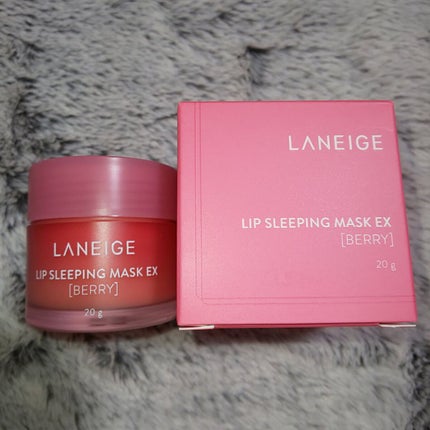 LANEIGE
LIP SLEEPING MASK EX
[BERRY]
20 g
LANEIGE
LIP SLEEPING MASK EX
[BERRY]
20 g